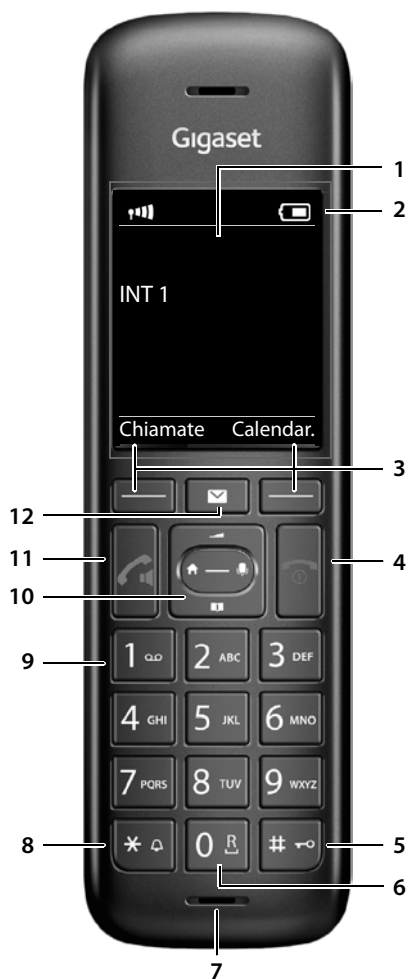 Gigaset
1
2
INT 1
Chiamate Calendar.
3
12
11
4
10
9
1 2 ABC 3 DEF
4 GHI 5 JKL 6 MNO
7 PQRS 8 TUV 9 WXYZ
8
* 0 R #
5
6
7